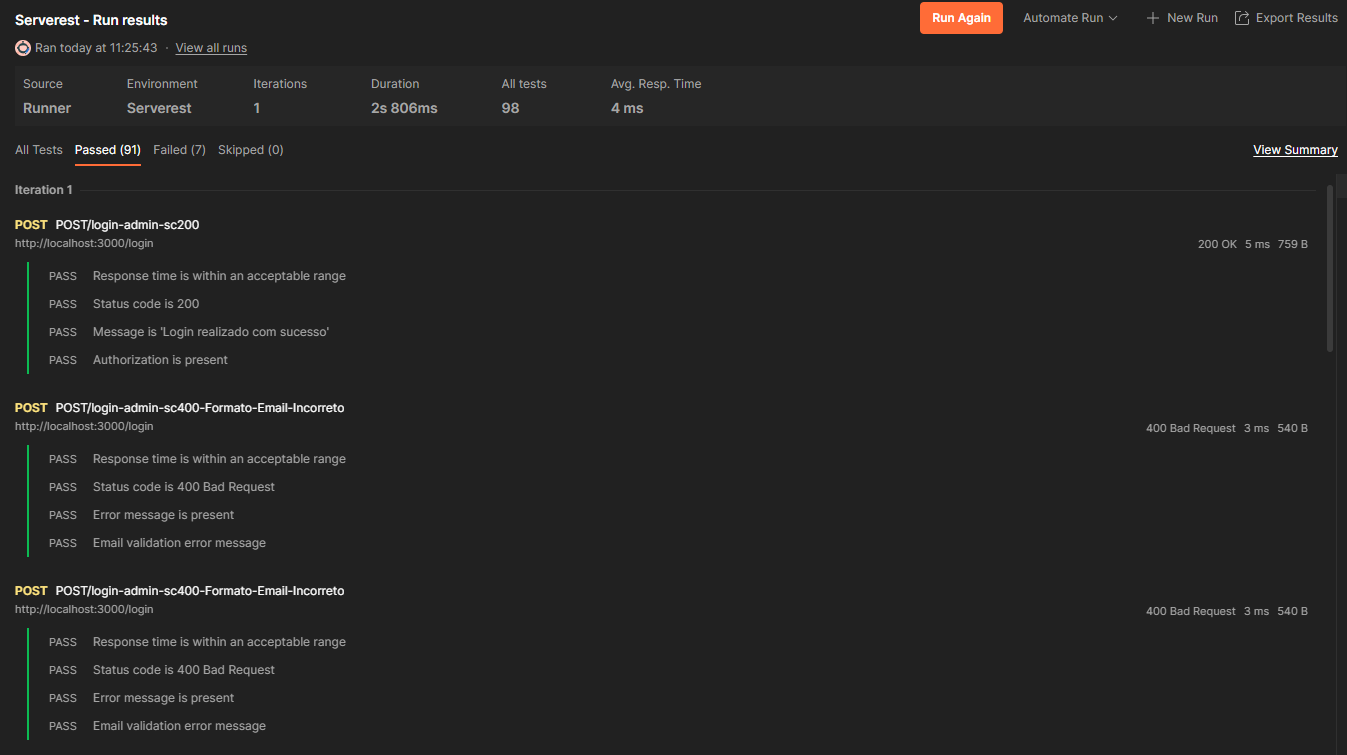 Serverest - Run results
Run Again
Automate Run
New Run
Export Results
Ran today at 11:25:43 · View all runs
Source Environment Iterations Duration All tests Avg. Resp. Time
Runner Serverest 1 2s 806ms 98 4 ms
All Tests Passed (91) Failed (7) Skipped (0) View Summary
Iteration 1
POST POST/login-admin-sc200
http://localhost:3000/login
200 OK 5 ms 759 B
PASS Response time is within an acceptable range
PASS Status code is 200
PASS Message is 'Login realizado com sucesso'
PASS Authorization is present
POST POST/login-admin-sc400-Formato-Email-Incorreto
http://localhost:3000/login
400 Bad Request 3 ms 540 B
PASS Response time is within an acceptable range
PASS Status code is 400 Bad Request
PASS Error message is present
PASS Email validation error message
POST POST/login-admin-sc400-Formato-Email-Incorreto
http://localhost:3000/login
400 Bad Request 3 ms 540 B
PASS Response time is within an acceptable range
PASS Status code is 400 Bad Request
PASS Error message is present
PASS Email validation error message